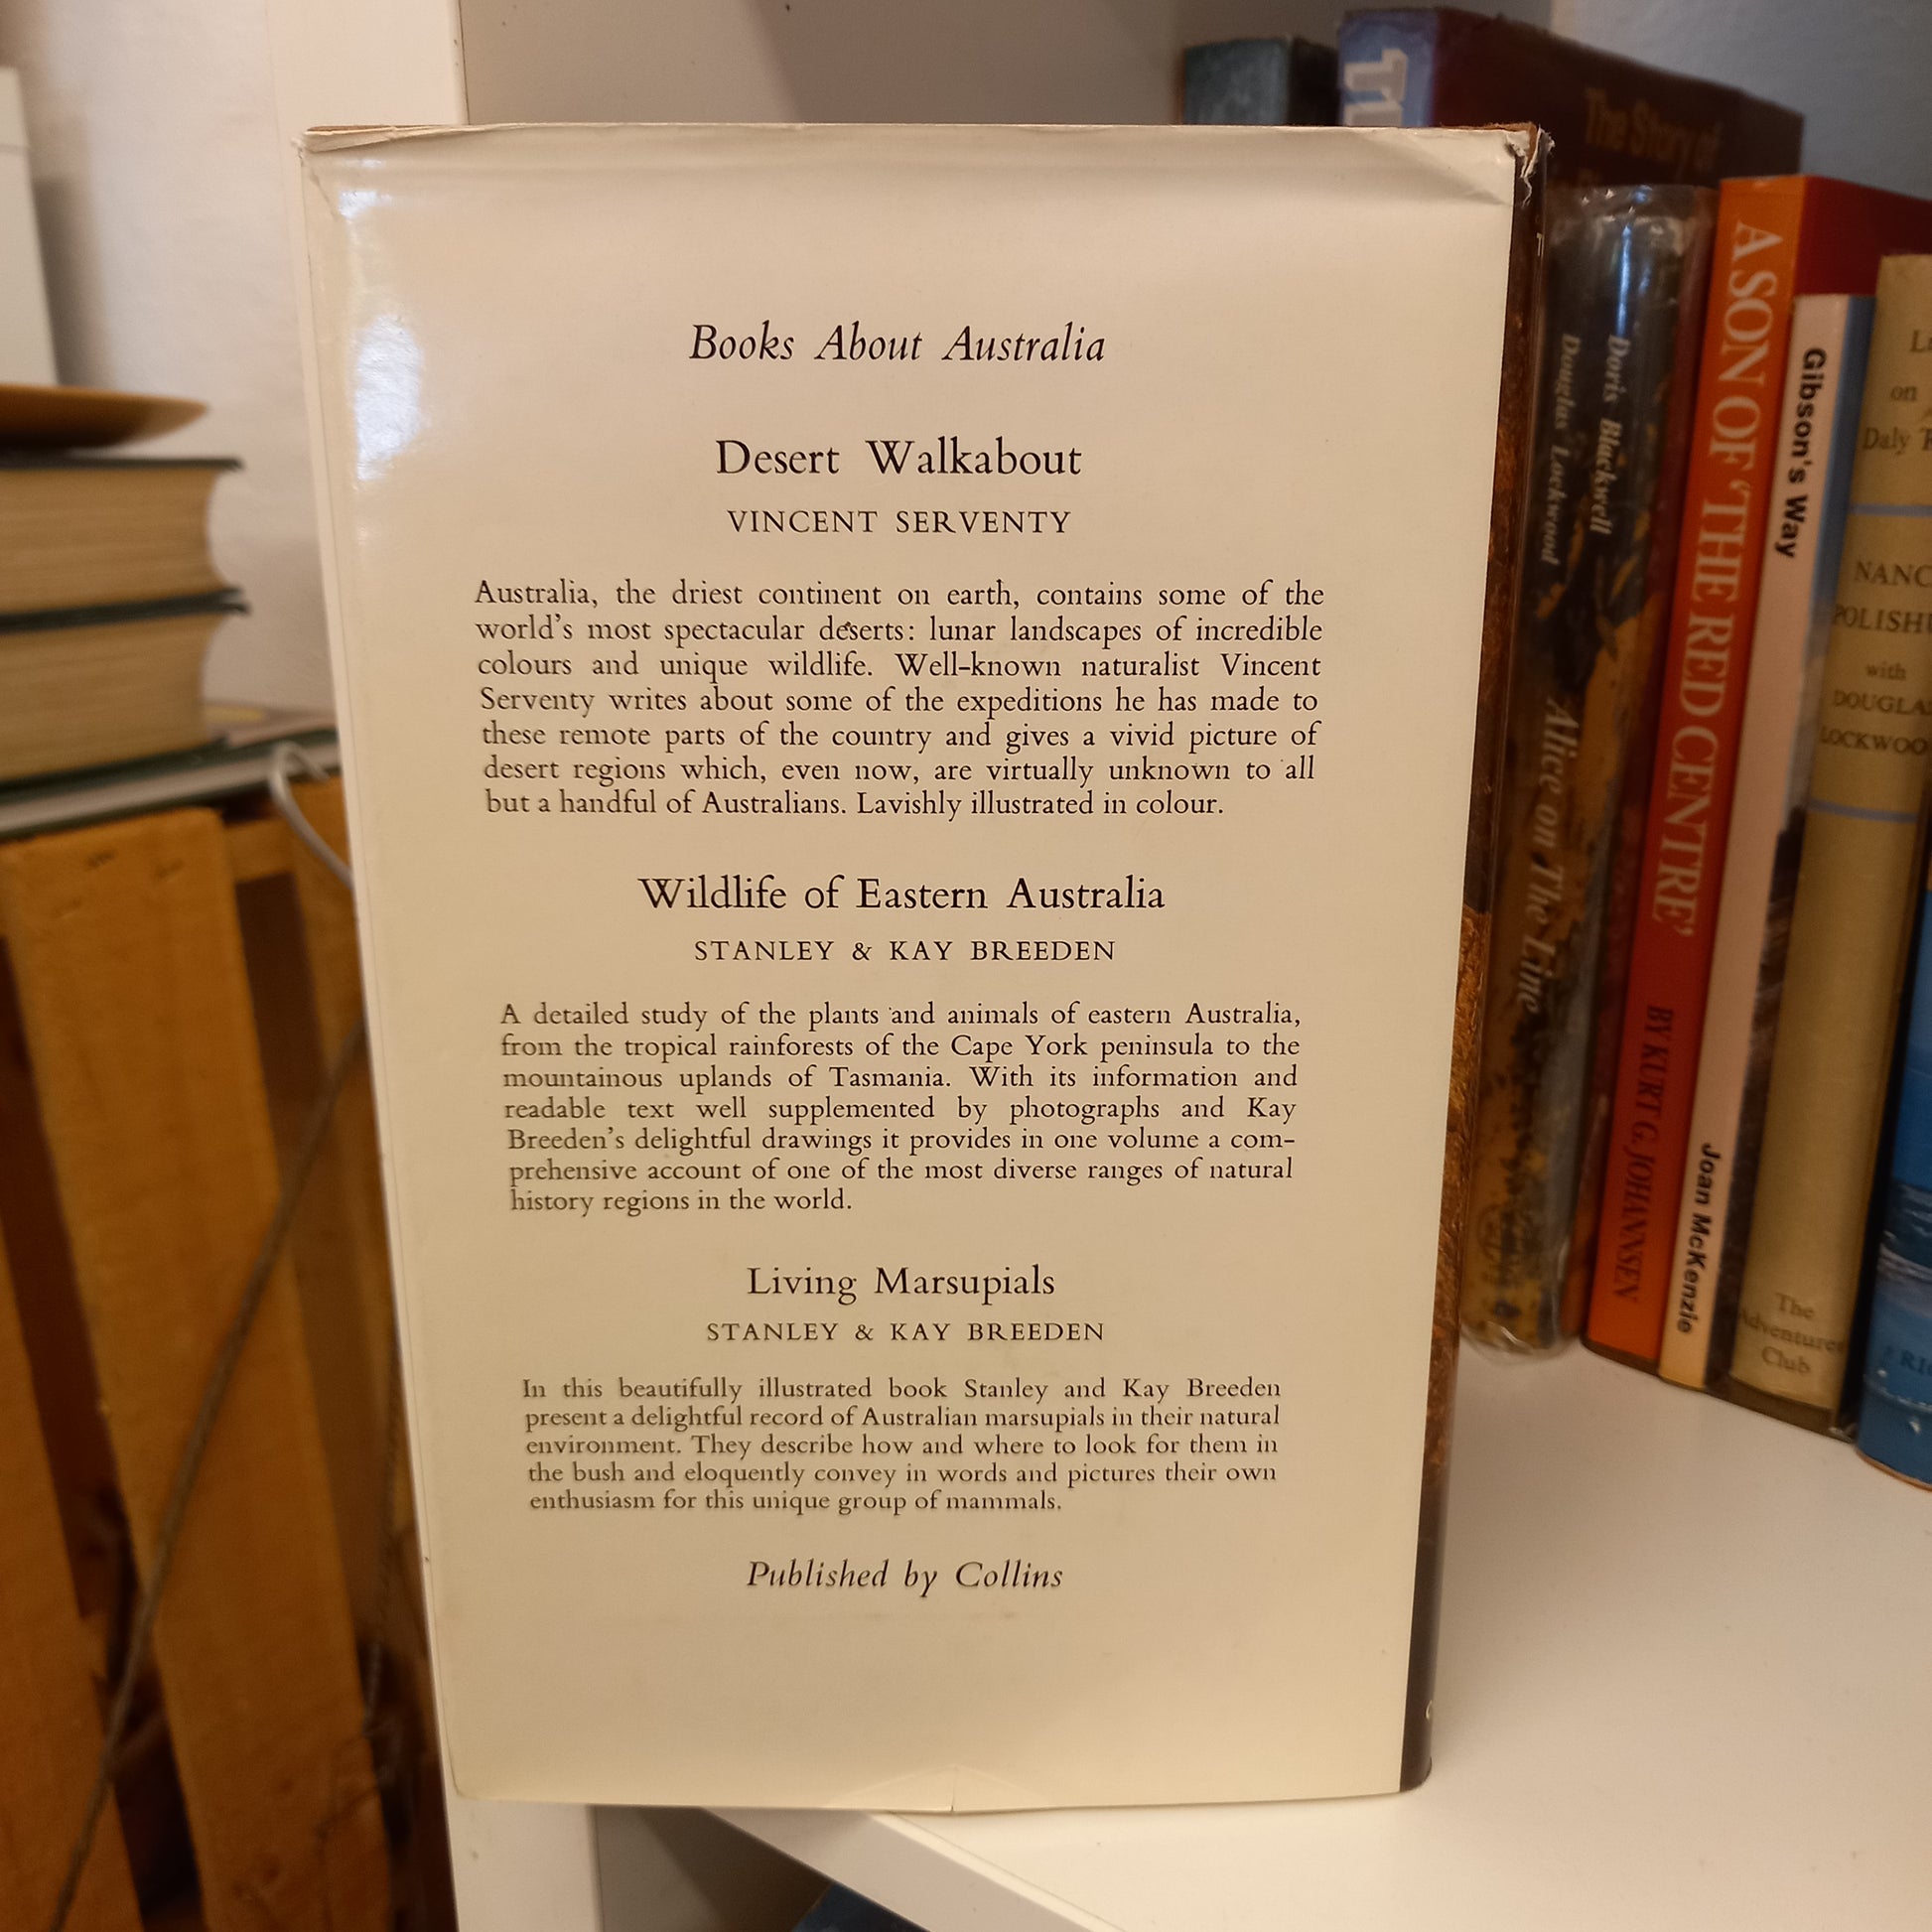 Books About Australia
Desert Walkabout
VINCENT SERVENTY
Australia, the driest continent on earth, contains some of the
world's most spectacular deserts: lunar landscapes of incredible
colours and unique wildlife. Well-known naturalist Vincent
Serventy writes about some of the expeditions he has made to
these remote parts of the country and gives a vivid picture of
desert regions which, even now, are virtually unknown to all
but a handful of Australians. Lavishly illustrated in colour.
Wildlife of Eastern Australia
STANLEY & KAY BREEDEN
A detailed study of the plants and animals of eastern Australia,
from the tropical rainforests of the Cape York peninsula to the
mountainous uplands of Tasmania. With its information and
readable text well supplemented by photographs and Kay
Breeden's delightful drawings it provides in one volume a com-
prehensive account of one of the most diverse ranges of natural
history regions in the world.
Living Marsupials
STANLEY & KAY BREEDEN
In this beautifully illustrated book Stanley and Kay Breeden
present a delightful record of Australian marsupials in their natural
environment. They describe how and where to look for them in
the bush and eloquently convey in words and pictures their own
enthusiasm for this unique group of mammals.
Published by Collins
The Story of
Doris Blackwell
Douglas Lockwood
Alice on The Line
A SON OF 'THE RED CENTRE'
BY KURT G. JOHANNSEN
Gibson's Way
Joan McKenzie
on
Daly
with
The
Adventurers
Club